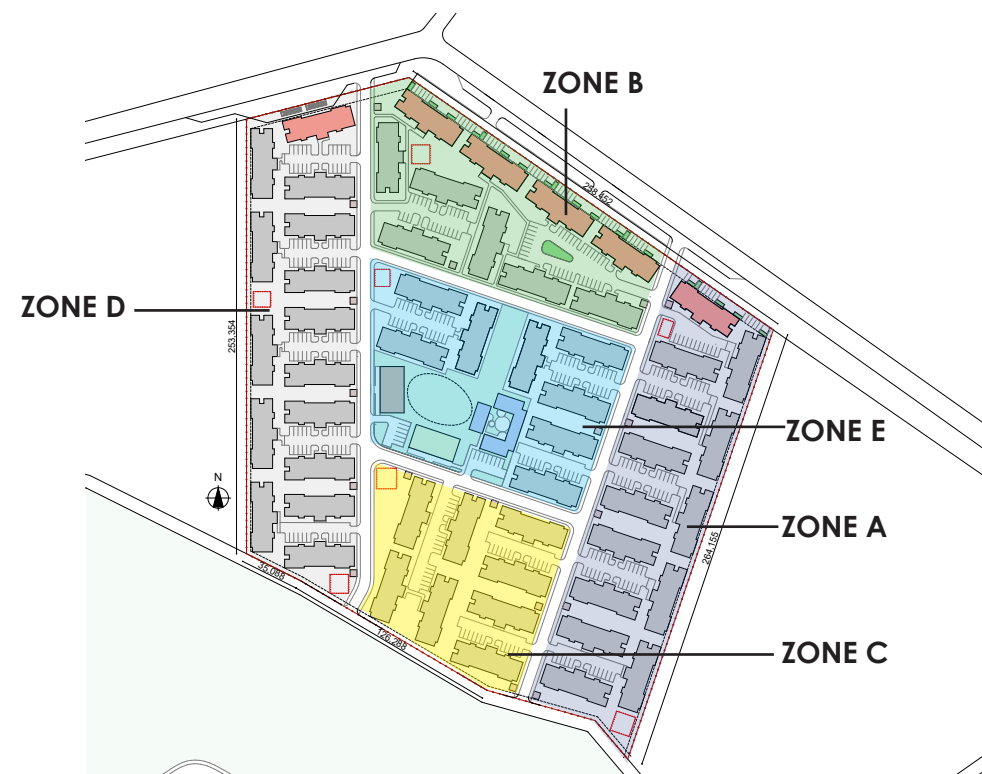 ZONE B
238.452
ZONE D
253.354
ZONE E
N
ZONE A
264.155
35.088
126.288
ZONE C